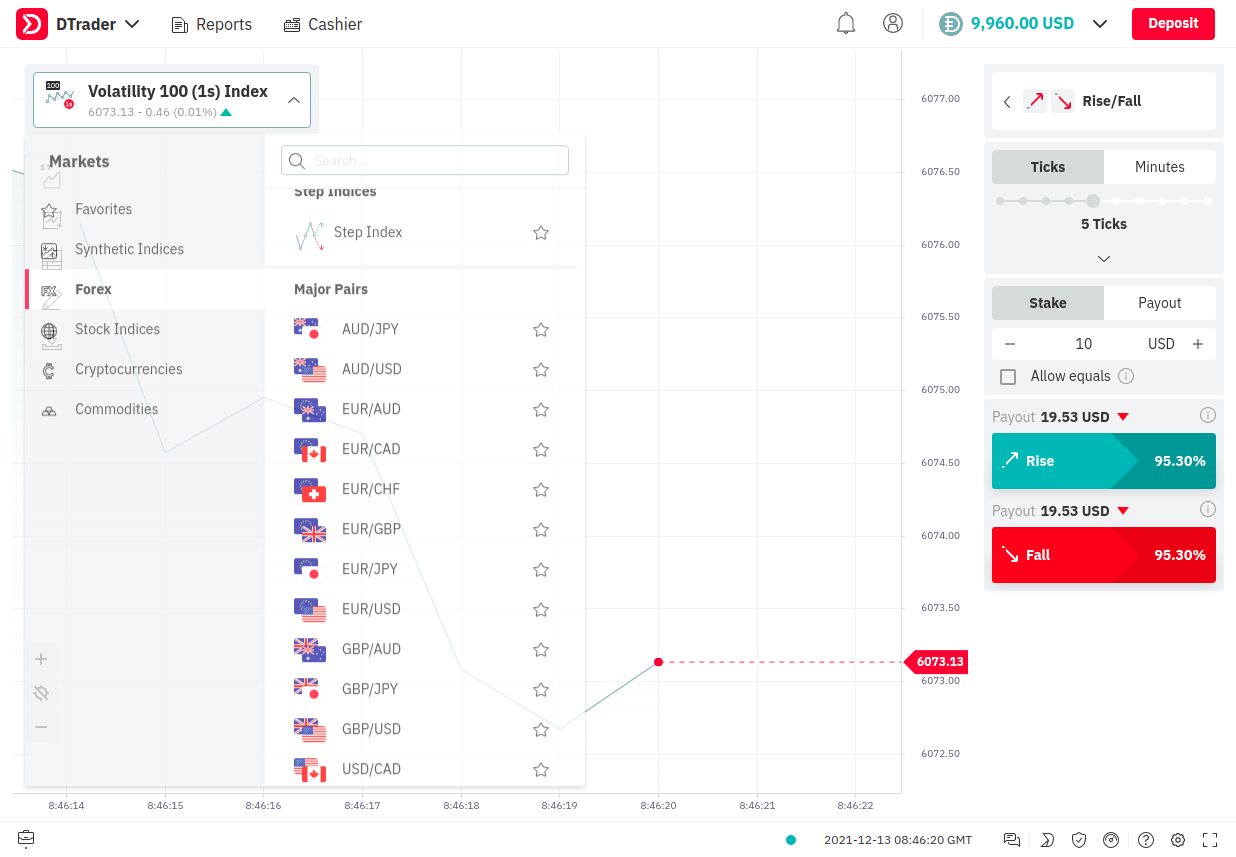 DTrader
Reports
Cashier
9,960.00 USD
Deposit
100
1s
Volatility 100 (1s) Index
6073.13 - 0.46 (0.01%)
Markets
Search...
Favorites
Synthetic Indices
FX
Forex
Stock Indices
Cryptocurrencies
Commodities
Step Indices
Step Index
Major Pairs
AUD/JPY
AUD/USD
EUR/AUD
EUR/CAD
EUR/CHF
EUR/GBP
EUR/JPY
EUR/USD
GBP/AUD
GBP/JPY
GBP/USD
USD/CAD
6077.00
6076.50
6076.00
6075.50
6075.00
6074.50
6074.00
6073.50
6073.13
6073.00
6072.50
8:46:14
8:46:15
8:46:16
8:46:17
8:46:18
8:46:19
8:46:20
8:46:21
8:46:22
Rise/Fall
Ticks
Minutes
5 Ticks
Stake
Payout
10
USD
Allow equals
Payout 19.53 USD
Rise
95.30%
Payout 19.53 USD
Fall
95.30%
2021-12-13 08:46:20 GMT